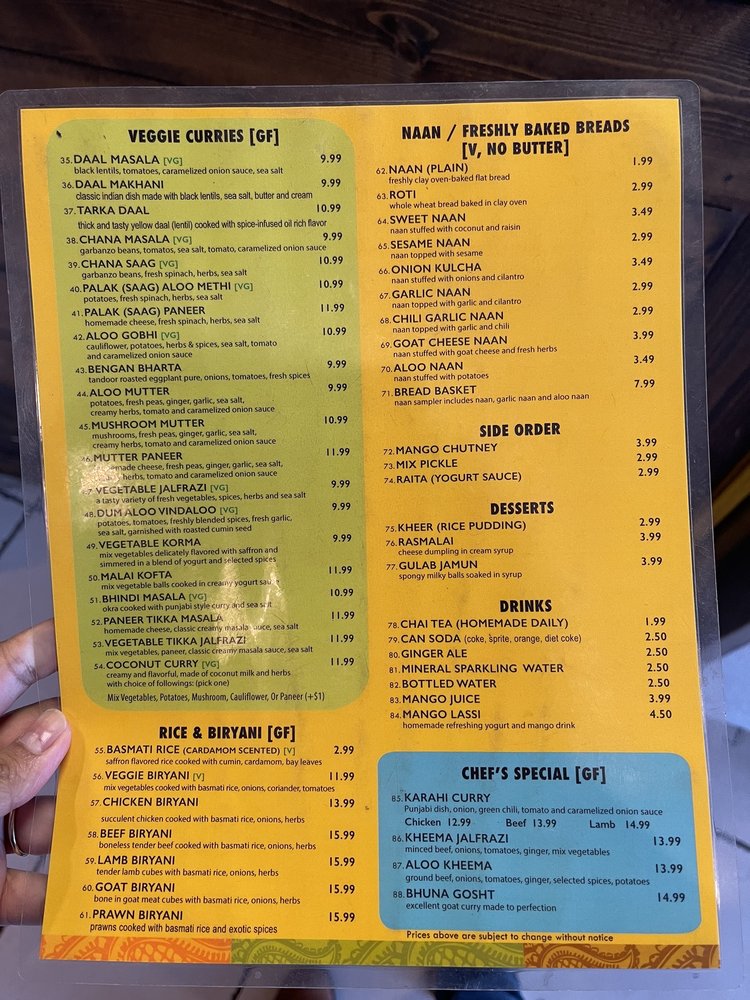 VEGGIE CURRIES [GF]
35. DAAL MASALA [VG] 9.99
black lentils, tomatoes, caramelized onion sauce, sea salt
36. DAAL MAKHANI 9.99
classic indian dish made with black lentils, sea salt, butter and cream
37. TARKA DAAL 10.99
thick and tasty yellow daal (lentil) cooked with spice-infused oil rich flavor
38. CHANA MASALA [VG] 9.99
garbanzo beans, tomatos, sea salt, tomato, caramelized onion sauce
39. CHANA SAAG [VG] 10.99
garbanzo beans, fresh spinach, herbs, sea salt
40. PALAK (SAAG) ALOO METHI [VG] 10.99
potatoes, fresh spinach, herbs, sea salt
41. PALAK (SAAG) PANEER 11.99
homemade cheese, fresh spinach, herbs, sea salt
42. ALOO GOBHI [VG] 10.99
cauliflower, potatoes, herbs & spices, sea salt, tomato
and caramelized onion sauce
43. BENGAN BHARTA 9.99
tandoor roasted eggplant pure, onions, tomatoes, fresh spices
44. ALOO MUTTER 9.99
potatoes, fresh peas, ginger, garlic, sea salt,
creamy herbs, tomato and caramelized onion sauce
45. MUSHROOM MUTTER 10.99
mushrooms, fresh peas, garlic, sea salt,
creamy herbs, tomato and caramelized onion sauce
46. MUTTER PANEER 11.99
homemade cheese, fresh peas, ginger, garlic, sea salt,
herbs, tomato and caramelized onion sauce
47. VEGETABLE JALFRAZI [VG] 9.99
a tasty variety of fresh vegetables, spices, herbs and sea salt
48. DUM ALOO VINDALOO [VG] 9.99
potatoes, tomatoes, freshly blended spices, fresh garlic,
sea salt, garnished with roasted cumin seed
49. VEGETABLE KORMA 9.99
mix vegetables delicately flavored with saffron and
simmered in a blend of yogurt and selected spices
50. MALAI KOFTA 11.99
mix vegetable balls cooked in creamy yogurt sauce
51. BHINDI MASALA [VG] 10.99
okra cooked with punjabi style curry and sea salt
52. PANEER TIKKA MASALA 11.99
homemade cheese, classic creamy masala sauce, sea salt
53. VEGETABLE TIKKA JALFRAZI 11.99
mix vegetables, paneer, classic creamy masala sauce, sea salt
54. COCONUT CURRY [VG] 11.99
creamy and flavorful, made of coconut milk and herbs
with choice of followings: (pick one)
Mix Vegetables, Potatoes, Mushroom, Cauliflower, Or Paneer (+$1)
RICE & BIRYANI [GF]
55. BASMATI RICE (CARDAMOM SCENTED) [V] 2.99
saffron flavored rice cooked with cumin, cardamom, bay leaves
56. VEGGIE BIRYANI [V] 11.99
mix vegetables cooked with basmati rice, onions, coriander, tomatoes
57. CHICKEN BIRYANI 13.99
succulent chicken cooked with basmati rice, onions, herbs
58. BEEF BIRYANI 15.99
boneless tender beef cooked with basmati rice, onions, herbs
59. LAMB BIRYANI 15.99
tender lamb cubes with basmati rice, onions, herbs
60. GOAT BIRYANI 15.99
bone in goat meat cubes with basmati rice, onions, herbs
61. PRAWN BIRYANI 15.99
prawns cooked with basmati rice and exotic spices
NAAN / FRESHLY BAKED BREADS
[V, NO BUTTER]
62. NAAN (PLAIN) 1.99
freshly clay oven-baked flat bread
63. ROTI 2.99
whole wheat bread baked in clay oven
64. SWEET NAAN 3.49
naan stuffed with coconut and raisin
65. SESAME NAAN 2.99
naan topped with sesame
66. ONION KULCHA 3.49
naan stuffed with onions and cilantro
67. GARLIC NAAN 2.99
naan topped with garlic and cilantro
68. CHILI GARLIC NAAN 2.99
naan topped with garlic and chili
69. GOAT CHEESE NAAN 3.99
naan stuffed with goat cheese and fresh herbs
70. ALOO NAAN 3.49
naan stuffed with potatoes
71. BREAD BASKET 7.99
naan sampler includes naan, garlic naan and aloo naan
SIDE ORDER
72. MANGO CHUTNEY 3.99
73. MIX PICKLE 2.99
74. RAITA (YOGURT SAUCE) 2.99
DESSERTS
75. KHEER (RICE PUDDING) 2.99
76. RASMALAI 3.99
cheese dumpling in cream syrup
77. GULAB JAMUN 3.99
spongy milky balls soaked in syrup
DRINKS
78. CHAI TEA (HOMEMADE DAILY) 1.99
79. CAN SODA (coke, sprite, orange, diet coke) 2.50
80. GINGER ALE 2.50
81. MINERAL SPARKLING WATER 2.50
82. BOTTLED WATER 2.50
83. MANGO JUICE 3.99
84. MANGO LASSI 4.50
homemade refreshing yogurt and mango drink
CHEF'S SPECIAL [GF]
85. KARAHI CURRY
Punjabi dish, onion, green chili, tomato and caramelized onion sauce
Chicken 12.99 Beef 13.99 Lamb 14.99
86. KHEEMA JALFRAZI 13.99
minced beef, onions, tomatoes, ginger, mix vegetables
87. ALOO KHEEMA 13.99
ground beef, onions, tomatoes, ginger, selected spices, potatoes
88. BHUNA GOSHT 14.99
excellent goat curry made to perfection
Prices above are subject to change without notice